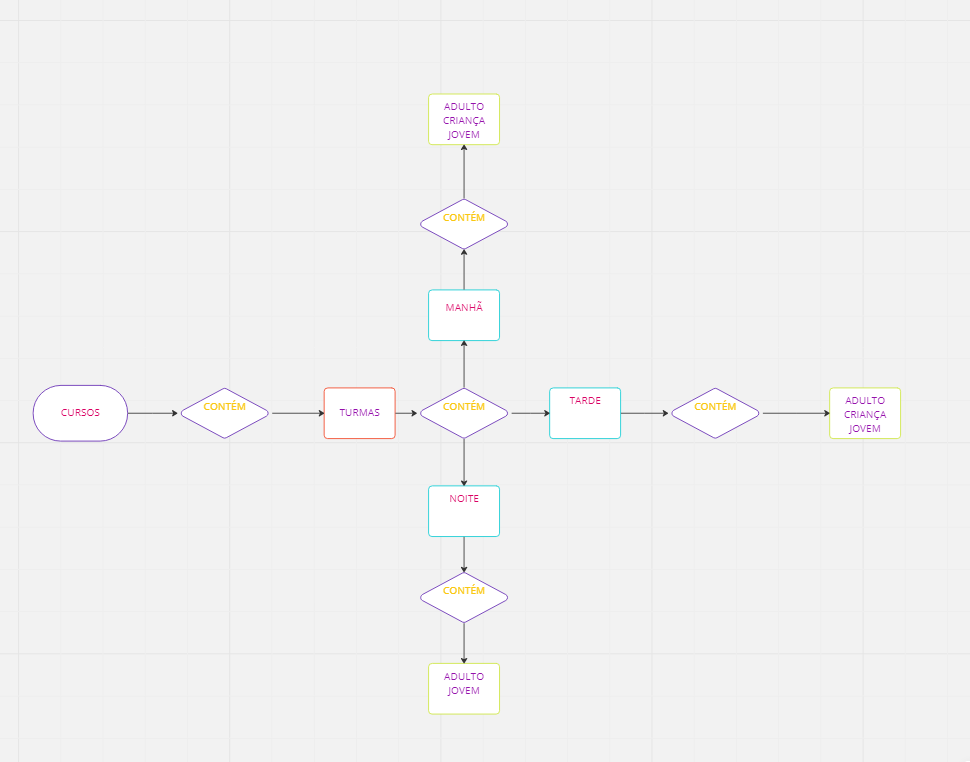 ADULTO
CRIANÇA
JOVEM
CONTÉM
MANHÃ
CURSOS
CONTÉM
TURMAS
CONTÉM
TARDE
CONTÉM
ADULTO
CRIANÇA
JOVEM
NOITE
CONTÉM
ADULTO
JOVEM